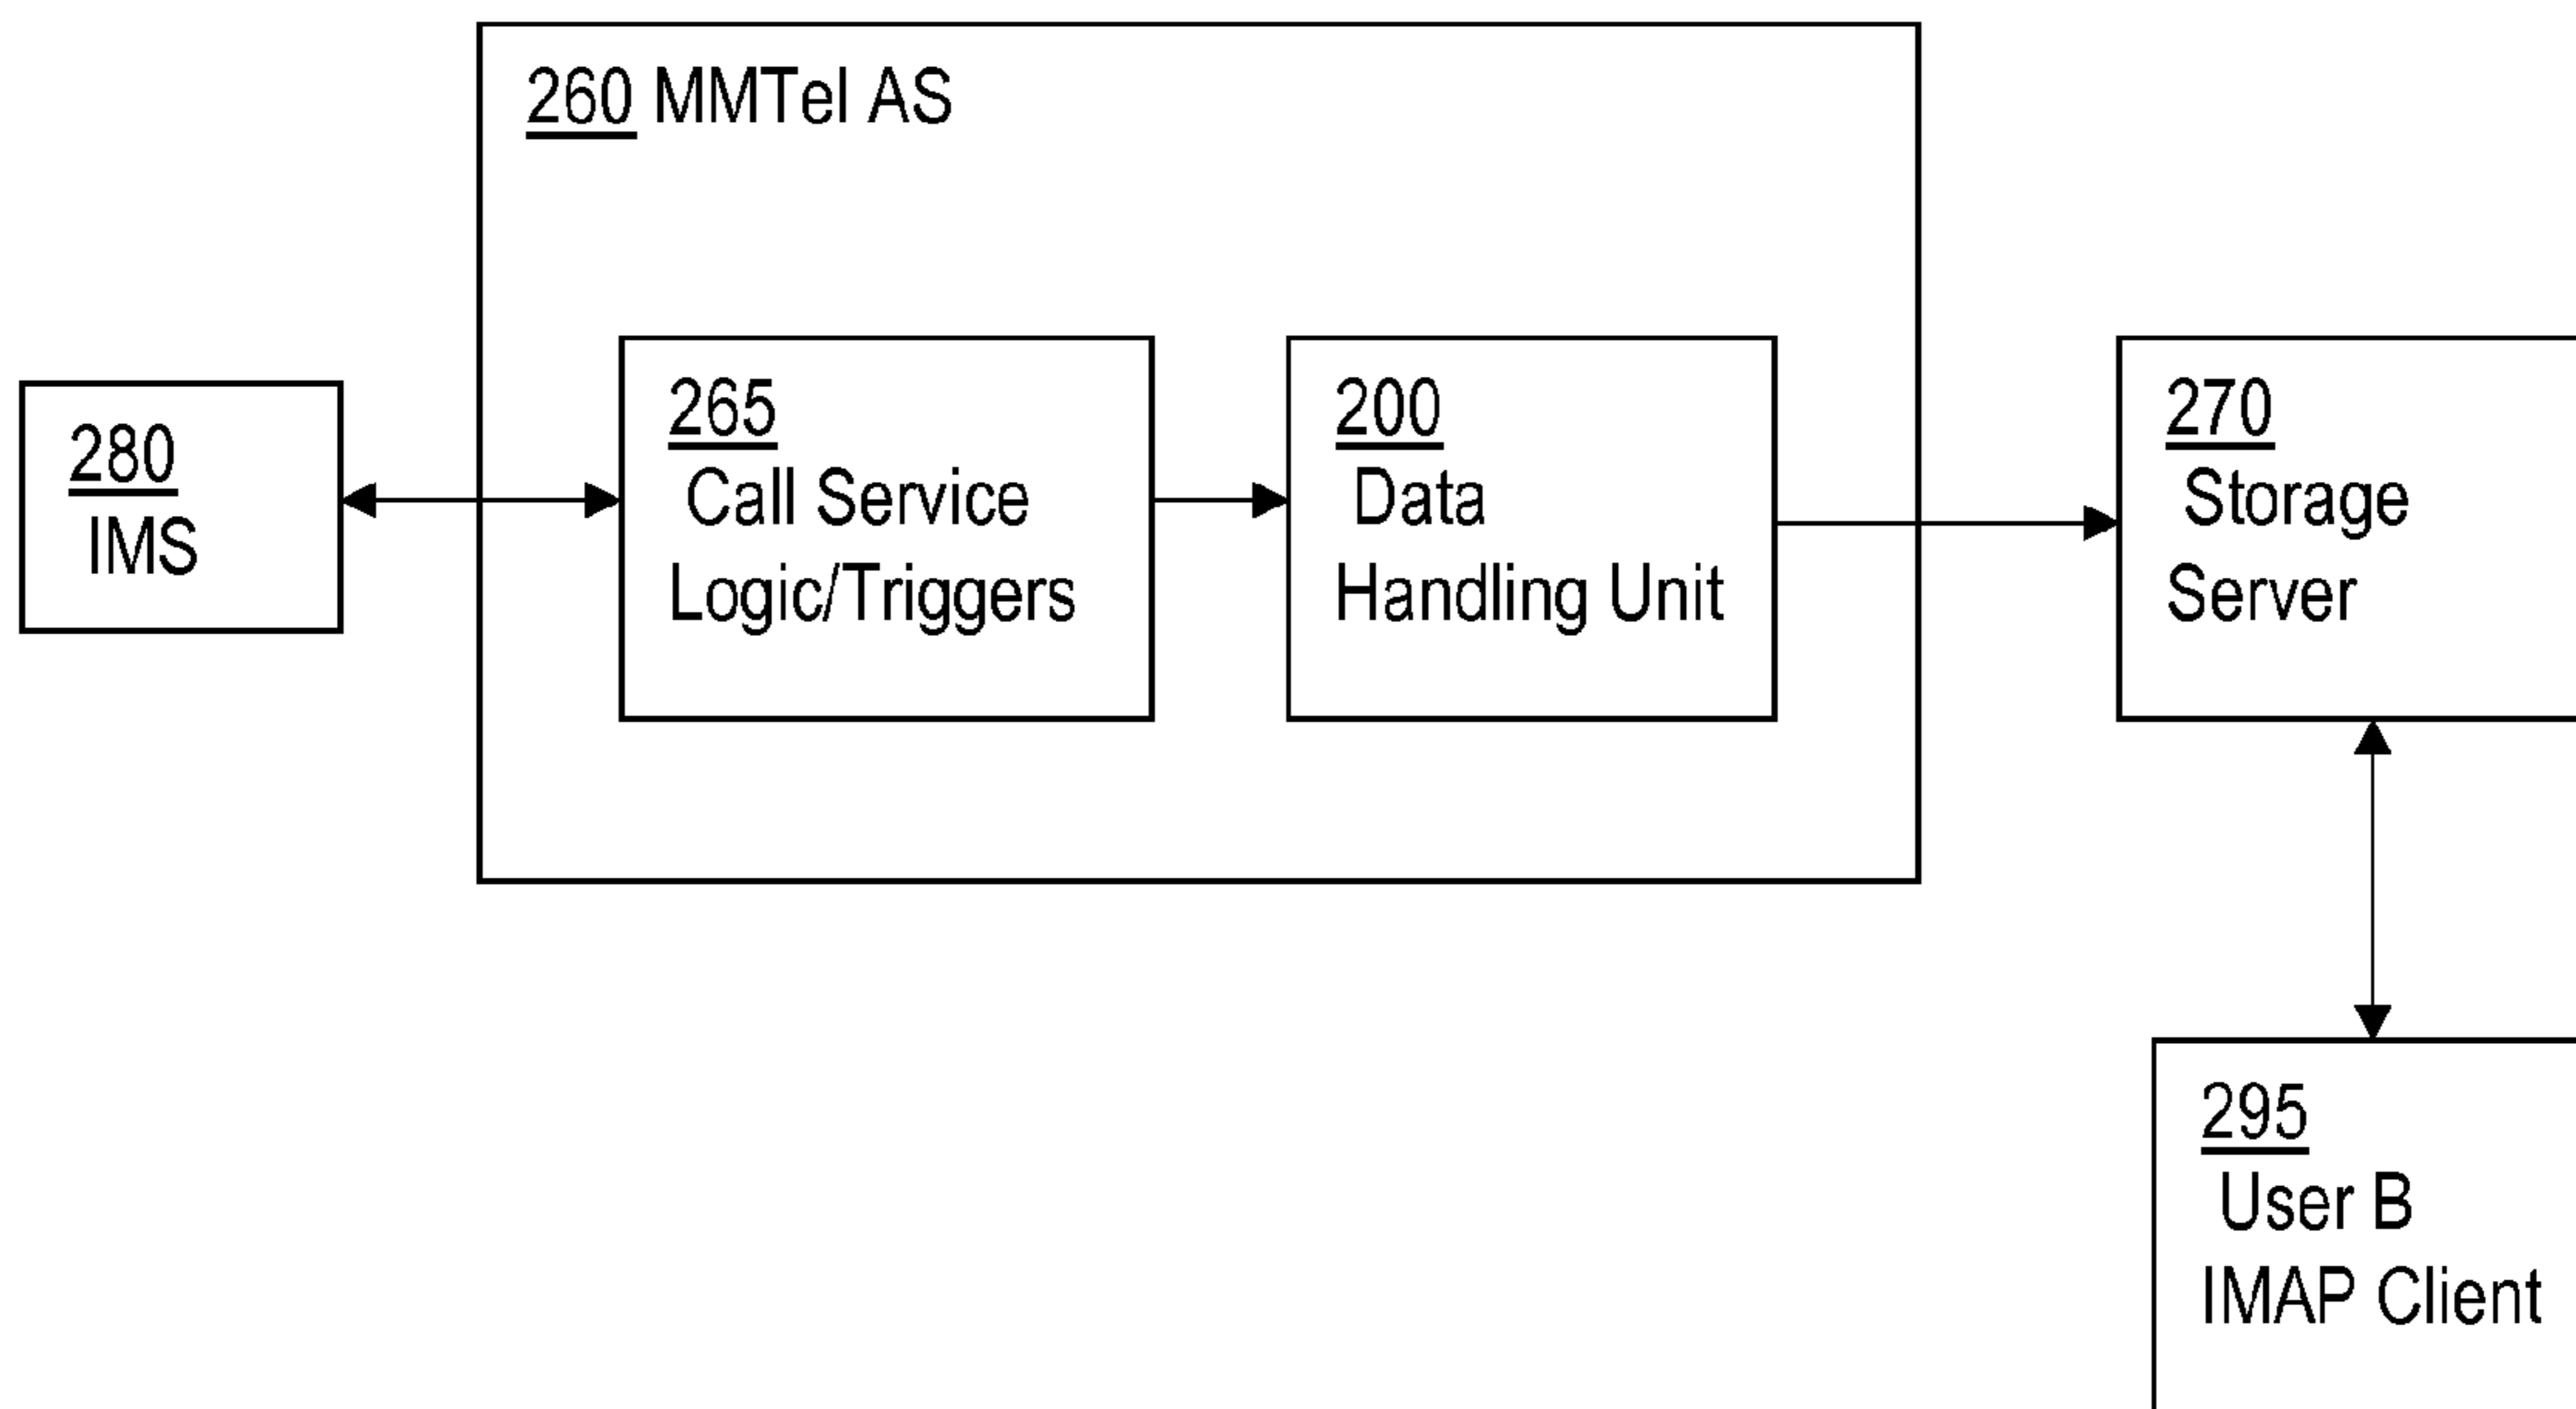 260 MMTel AS
280
IMS
265
Call Service
Logic/Triggers
200
Data
Handling Unit
270
Storage
Server
295
User B
IMAP Client